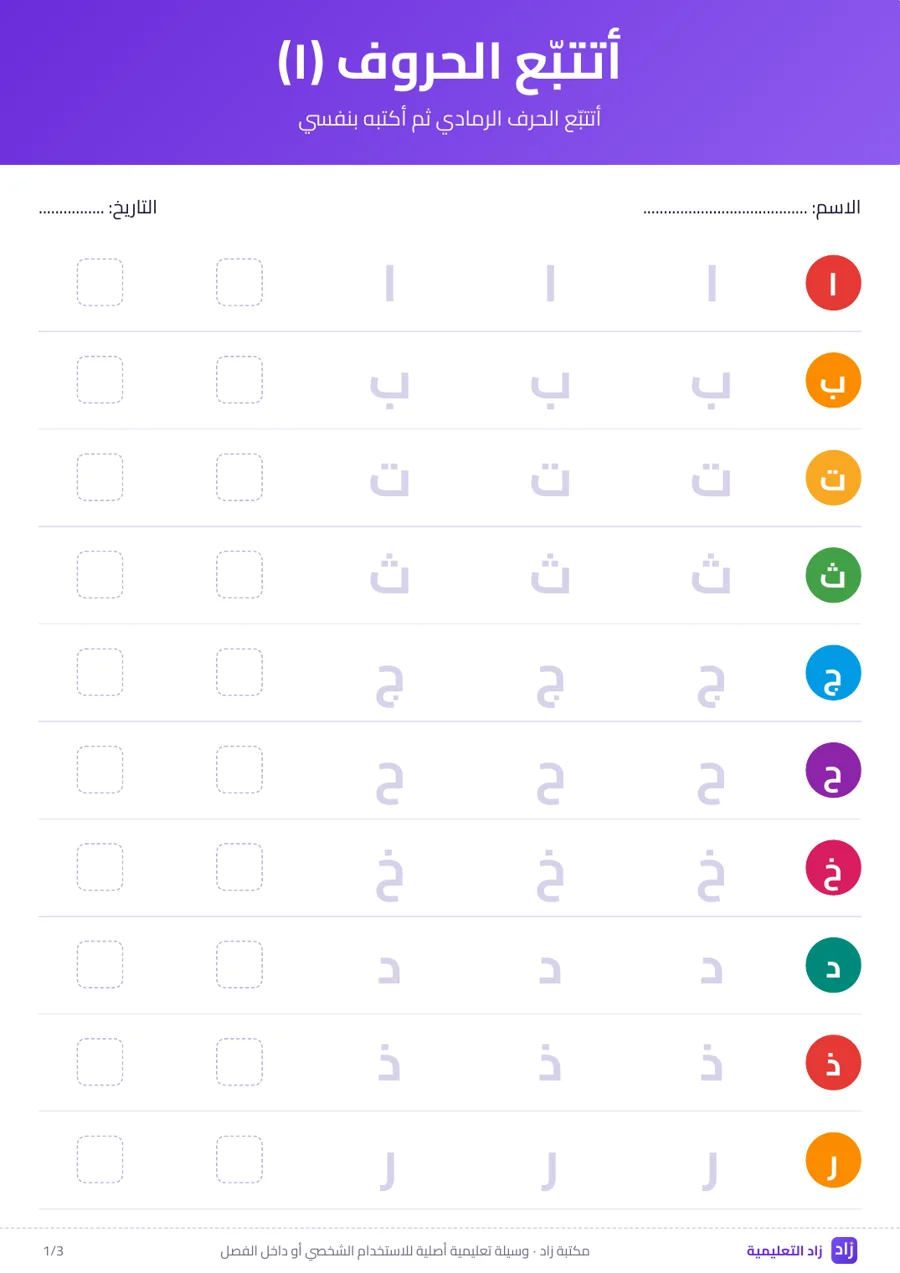 أتتبّع الحروف (١)
أتتبّع الحرف الرمادي ثم أكتبه بنفسي
الاسم: ........................................ التاريخ: ................
ا ا ا ا
ب ب ب ب
ت ت ت ت
ث ث ث ث
ج ج ج ج
ح ح ح ح
خ خ خ خ
د د د د
ذ ذ ذ ذ
ر ر ر ر
زاد زاد التعليمية مكتبة زاد · وسيلة تعليمية أصلية للاستخدام الشخصي أو داخل الفصل 1/3